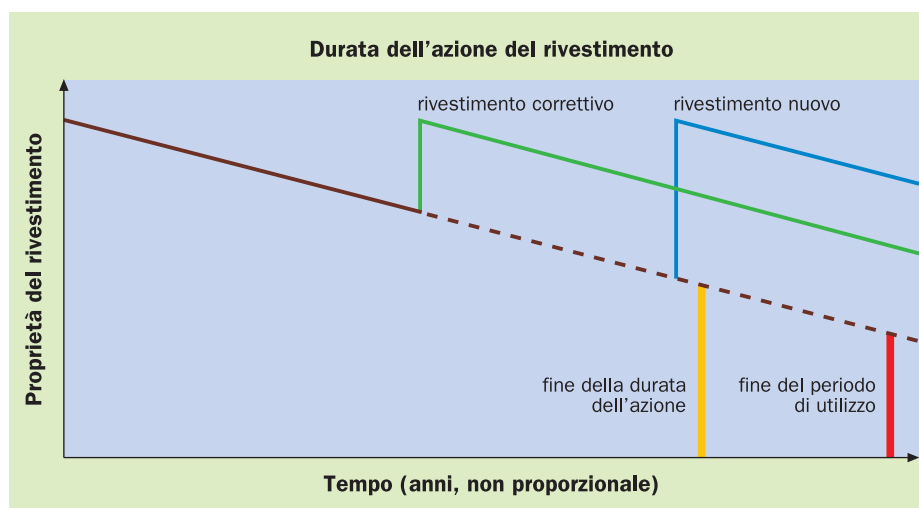 Durata dell'azione del rivestimento
rivestimento correttivo
rivestimento nuovo
Proprietà del rivestimento
fine della durata
dell'azione
fine del periodo
di utilizzo
Tempo (anni, non proporzionale)